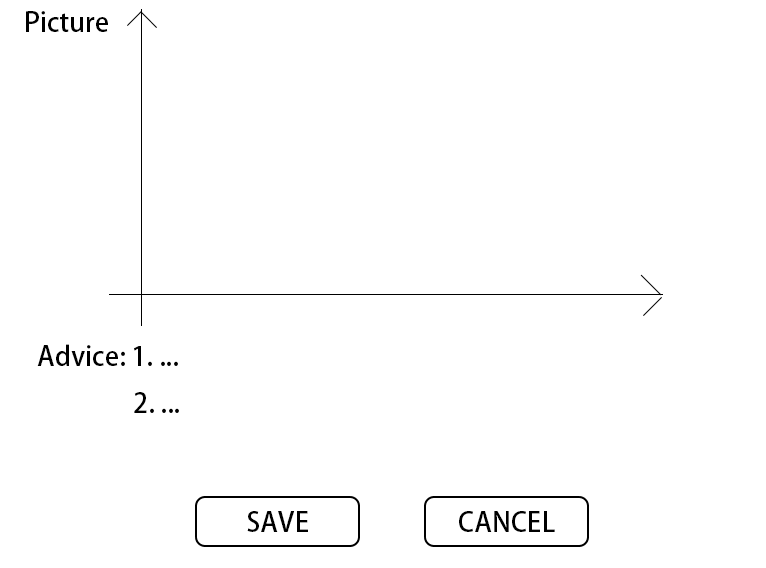 Picture
Advice: 1. ...
2. ...
SAVE
CANCEL